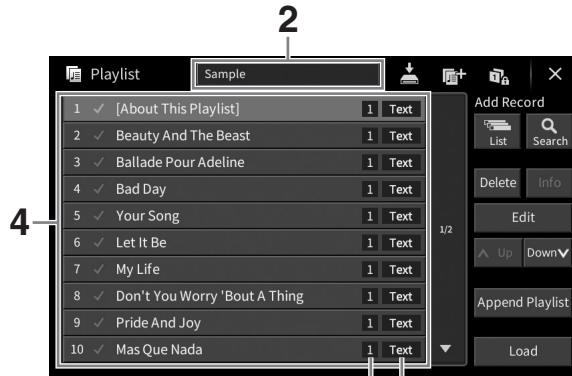 2
Playlist Sample
Add Record
1 [About This Playlist] 1 Text
List Search
2 Beauty And The Beast 1 Text
3 Ballade Pour Adeline 1 Text
Delete Info
4 Bad Day 1 Text
4
5 Your Song 1 Text
Edit
1/2
6 Let It Be 1 Text
Up Down
7 My Life 1 Text
8 Don't You Worry 'Bout A Thing 1 Text
Append Playlist
9 Pride And Joy 1 Text
10 Mas Que Nada 1 Text
Load